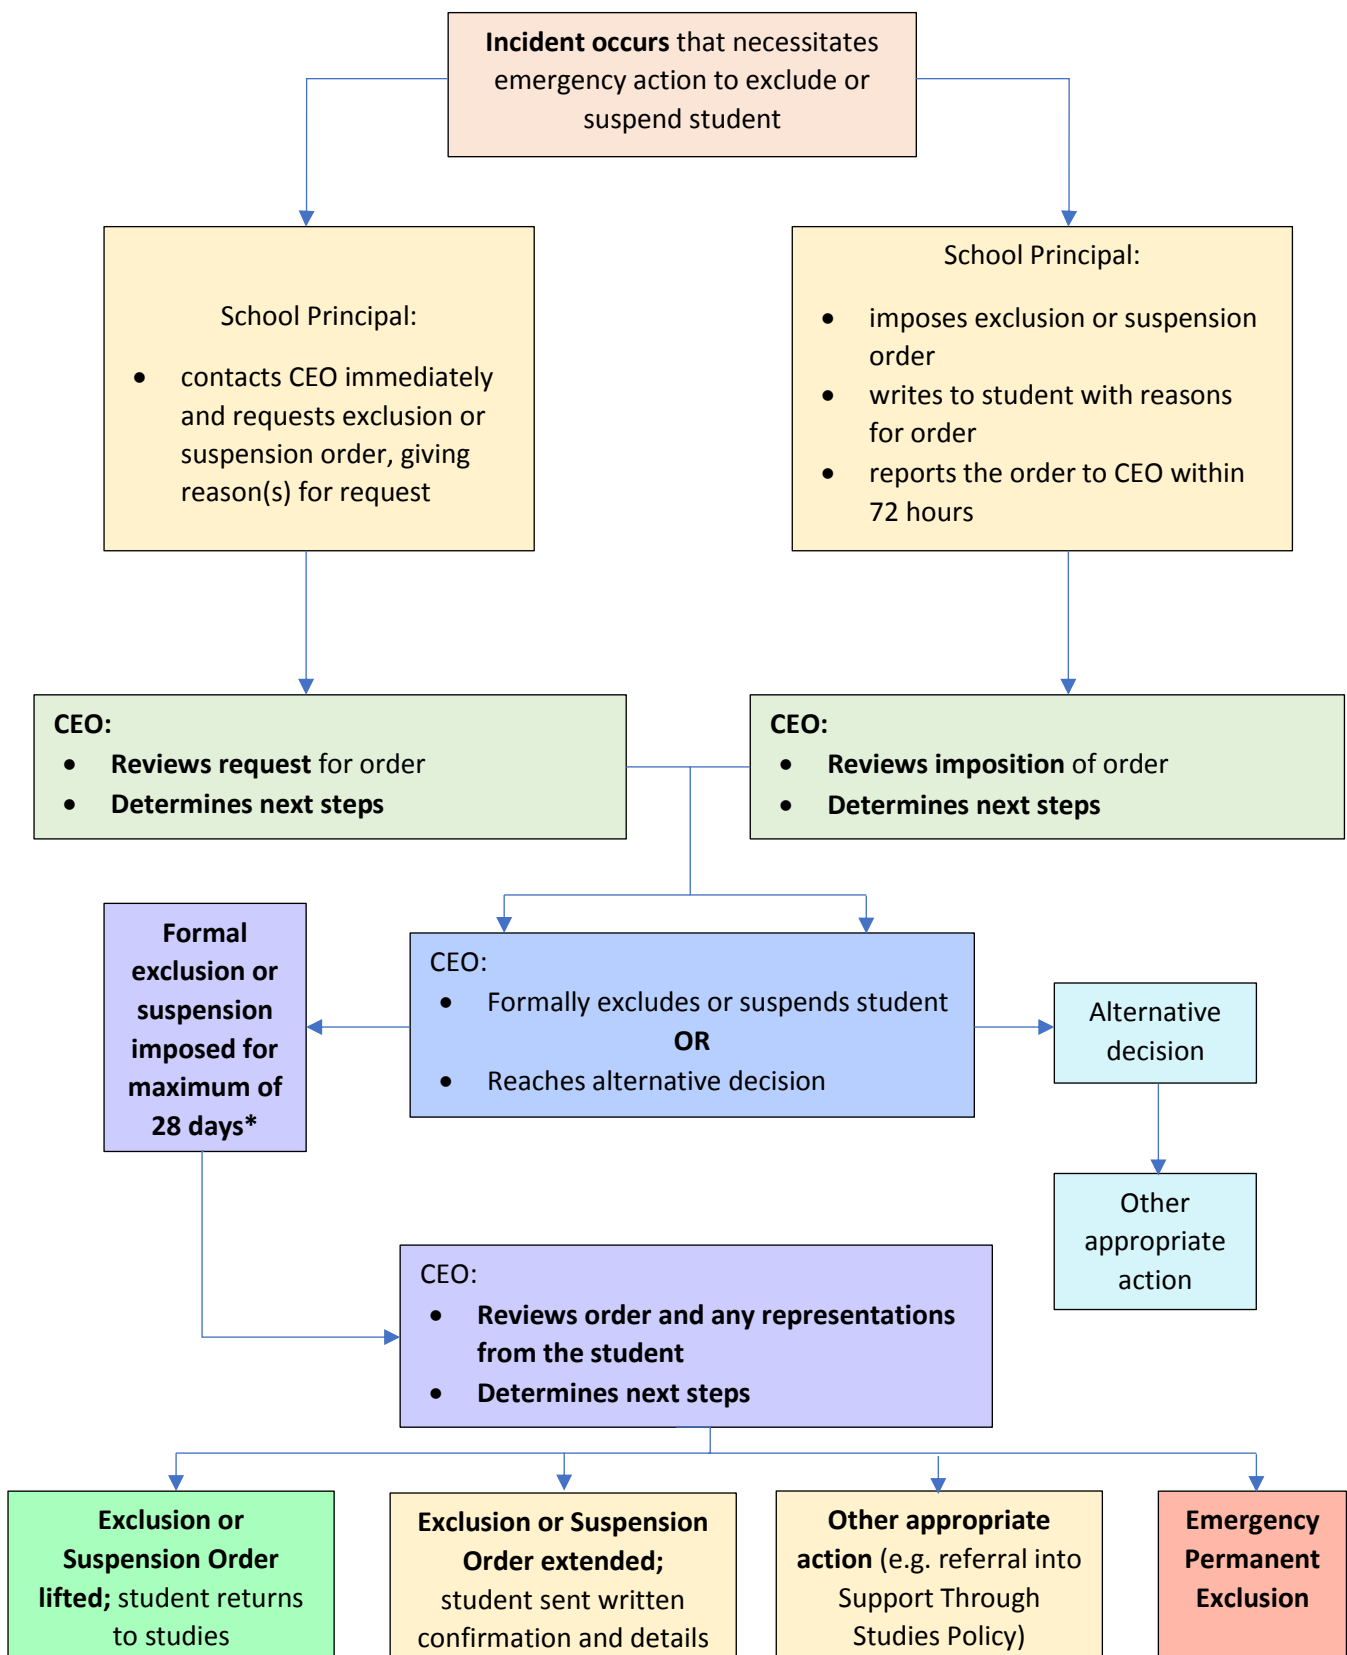 Incident occurs that necessitates
emergency action to exclude or
suspend student
School Principal:
• contacts CEO immediately
and requests exclusion or
suspension order, giving
reason(s) for request
School Principal:
• imposes exclusion or suspension
order
• writes to student with reasons
for order
• reports the order to CEO within
72 hours
CEO:
• Reviews request for order
• Determines next steps
CEO:
• Reviews imposition of order
• Determines next steps
Formal
exclusion or
suspension
imposed for
maximum of
28 days*
CEO:
• Formally excludes or suspends student
OR
• Reaches alternative decision
Alternative
decision
Other
appropriate
action
CEO:
• Reviews order and any representations
from the student
• Determines next steps
Exclusion or
Suspension Order
lifted; student returns
to studies
Exclusion or Suspension
Order extended;
student sent written
confirmation and details
Other appropriate
action (e.g. referral into
Support Through
Studies Policy)
Emergency
Permanent
Exclusion